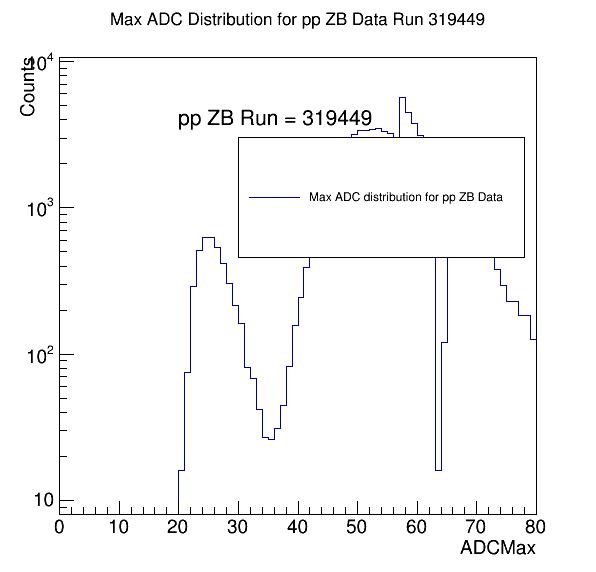 Max ADC Distribution for pp ZB Data Run 319449
Counts
10^4
pp ZB Run = 319449
Max ADC distribution for pp ZB Data
10^3
10^2
10
0 10 20 30 40 50 60 70 80
ADCMax